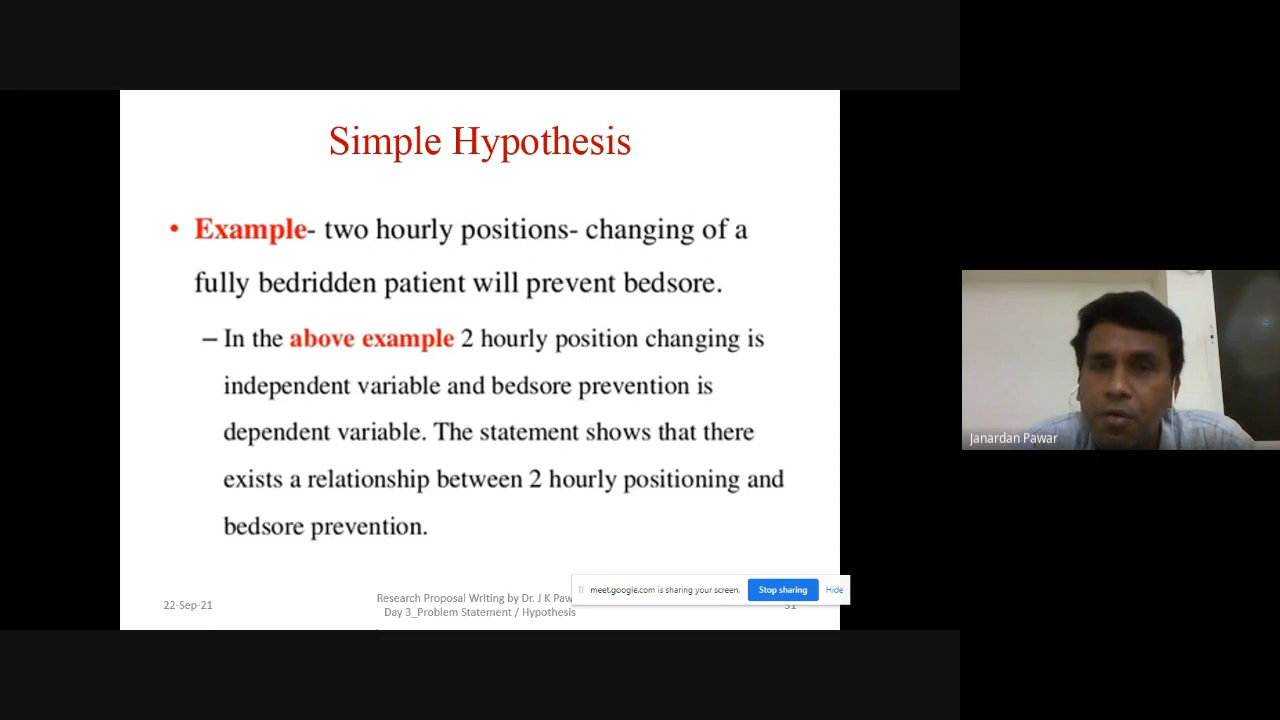 Simple Hypothesis
• Example- two hourly positions- changing of a
fully bedridden patient will prevent bedsore.
– In the above example 2 hourly position changing is
independent variable and bedsore prevention is
dependent variable. The statement shows that there
exists a relationship between 2 hourly positioning and
bedsore prevention.
22-Sep-21
Research Proposal Writing by Dr. J K Paw
Day 3_Problem Statement / Hypothesis
meet.google.com is sharing your screen.
Stop sharing
Hide
Janardan Pawar